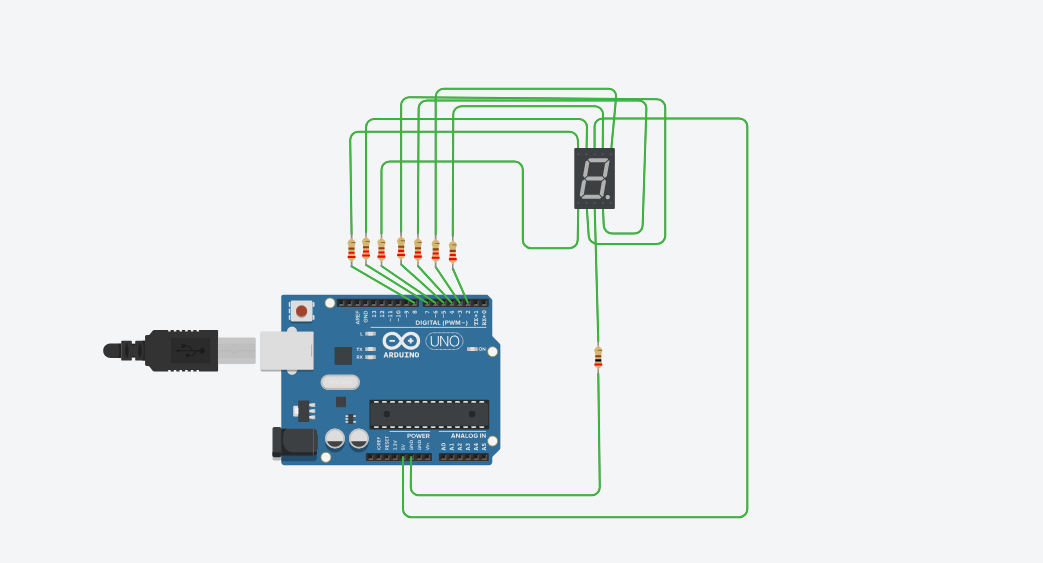 AREF
GND
13
12
~11
~10
~9
8
7
~6
~5
4
~3
2
TX→1
RX←0
DIGITAL (PWM~)
L
TX
RX
UNO
ON
ARDUINO
POWER
ANALOG IN
IOREF
RESET
3.3V
5V
GND
GND
Vin
A0
A1
A2
A3
A4
A5